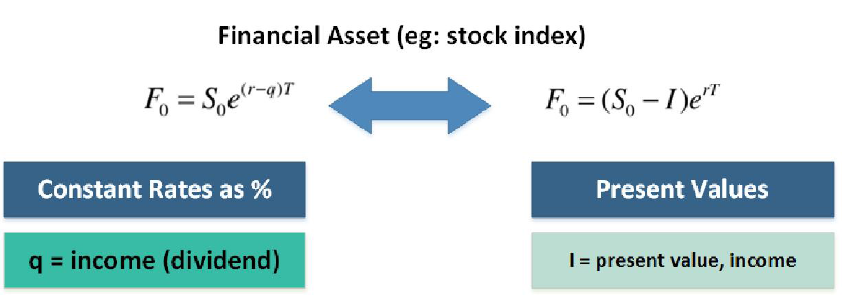 Financial Asset (eg: stock index)
F₀ = S₀e^{(r−q)T}
F₀ = (S₀ − I)e^{rT}
Constant Rates as %
Present Values
q = income (dividend)
I = present value, income